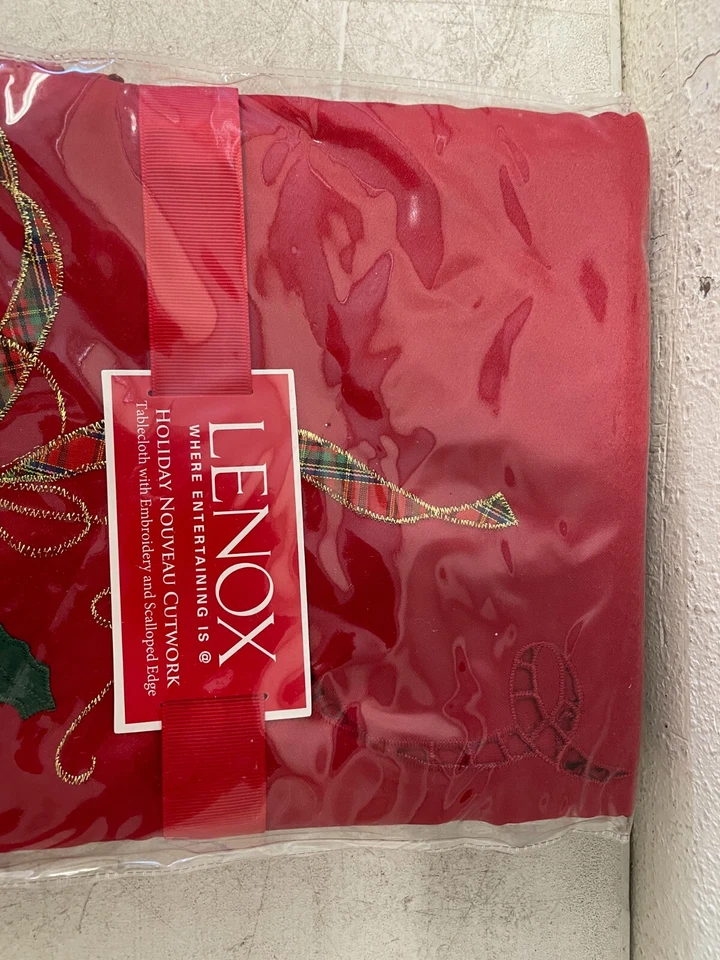 LENOX
WHERE ENTERTAINING IS @
HOLIDAY NOUVEAU CUTWORK
Tablecloth with Embroidery and Scalloped Edge